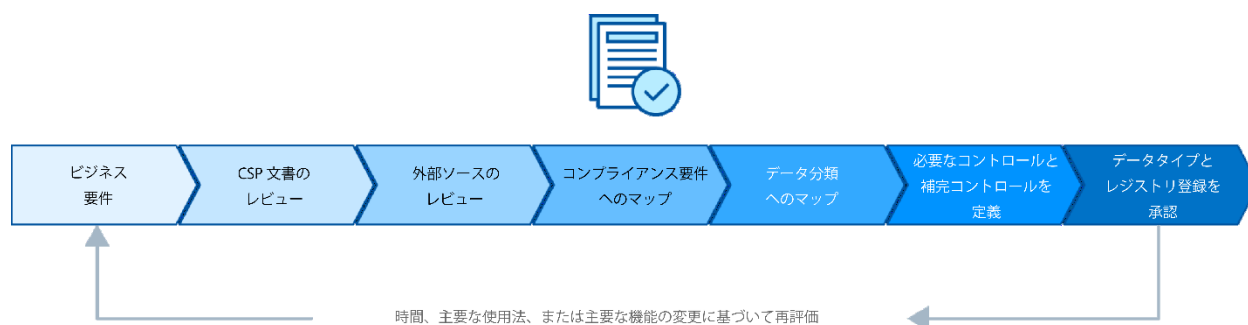 ビジネス
要件
CSP 文書の
レビュー
外部ソースの
レビュー
コンプライアンス要件
へのマップ
データ分類
へのマップ
必要なコントロールと
補完コントロールを
定義
データタイプと
レジストリ登録を
承認
時間、主要な使用法、または主要な機能の変更に基づいて再評価